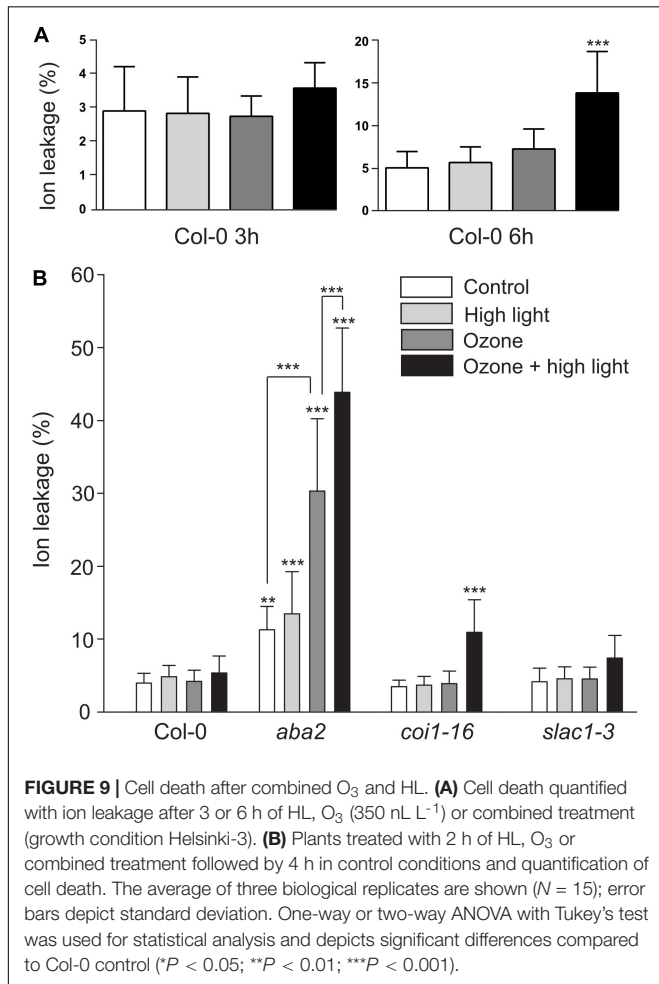 A
Ion leakage (%)
5
4
3
2
1
0
Col-0 3h
***
20
15
10
5
0
Col-0 6h
B
Ion leakage (%)
60
50
40
30
20
10
0
Control
High light
Ozone
Ozone + high light
***
***
***
***
**
***
***
Col-0 aba2 coi1-16 slac1-3
FIGURE 9 | Cell death after combined O3 and HL. (A) Cell death quantified
with ion leakage after 3 or 6 h of HL, O3 (350 nL L-1) or combined treatment
(growth condition Helsinki-3). (B) Plants treated with 2 h of HL, O3 or
combined treatment followed by 4 h in control conditions and quantification of
cell death. The average of three biological replicates are shown (N = 15); error
bars depict standard deviation. One-way or two-way ANOVA with Tukey's test
was used for statistical analysis and depicts significant differences compared
to Col-0 control (*P < 0.05; **P < 0.01; ***P < 0.001).